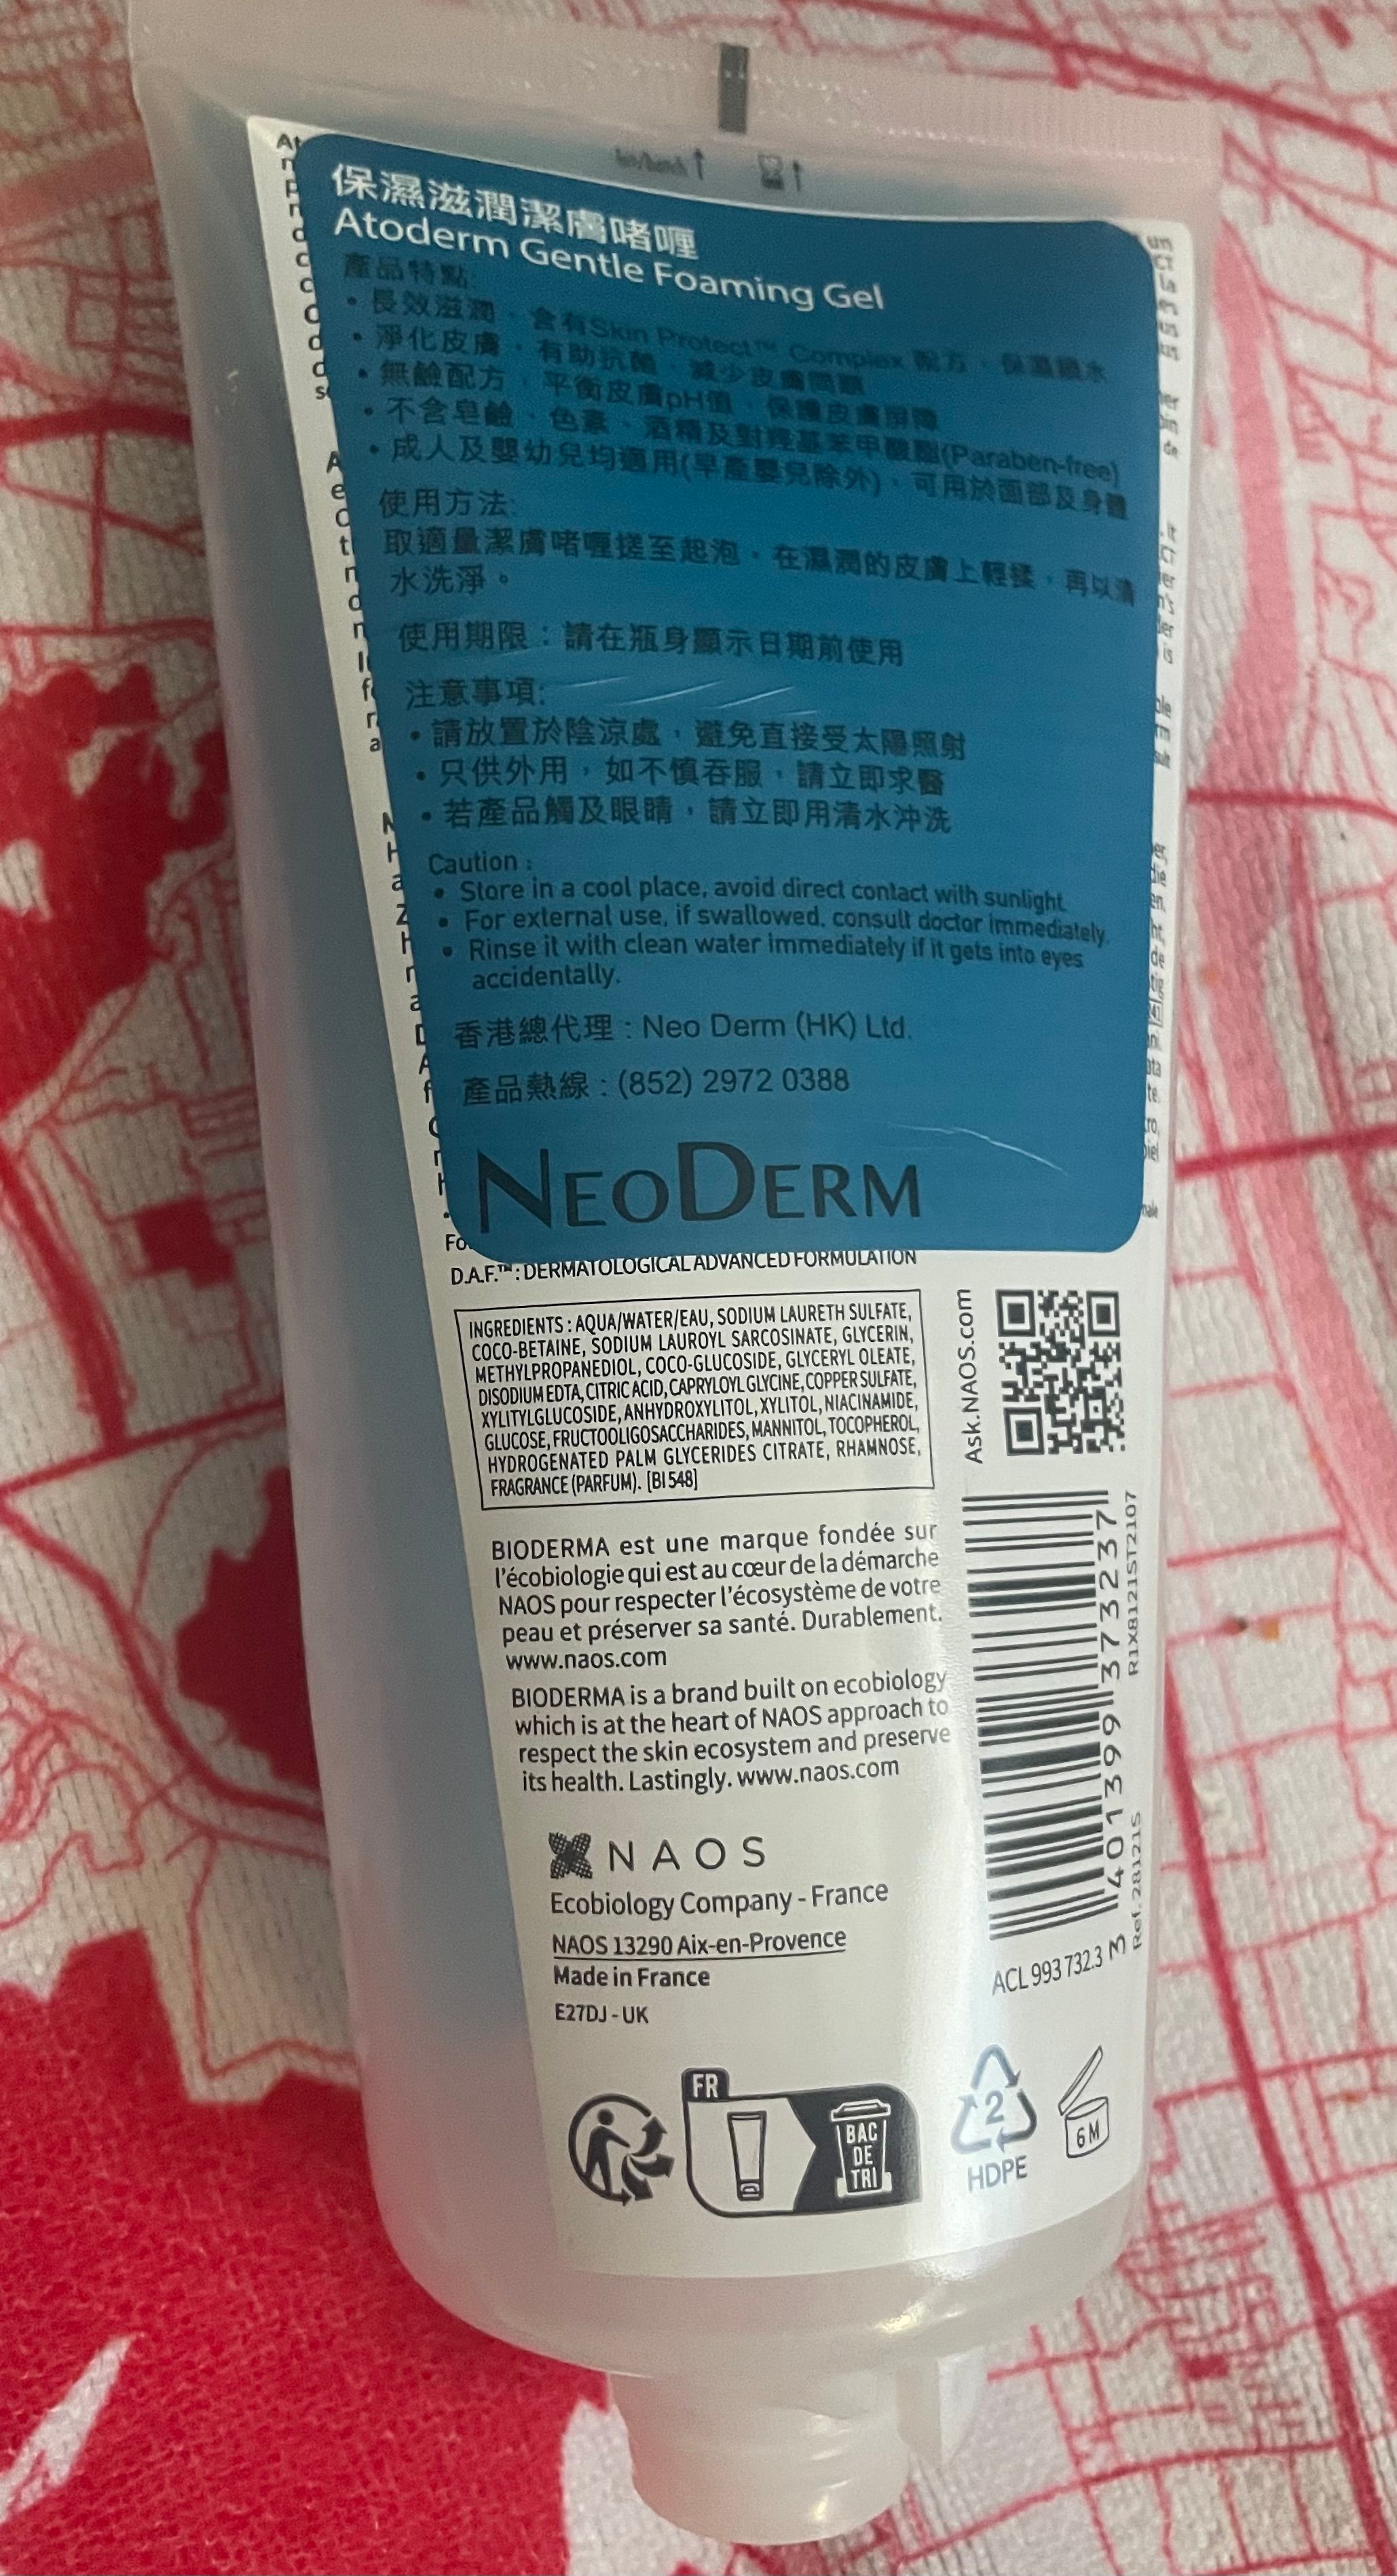 保濕滋潤潔膚啫喱
Atoderm Gentle Foaming Gel
產品特點:
• 長效滋潤，含有Skin Protect™ Complex 配方，保濕鎖水
• 淨化皮膚，有助抗菌，減少皮膚問題
• 無鹼配方，平衡皮膚pH值，保護皮膚屏障
• 不含皂鹼、色素、酒精及對羥基苯甲酸酯(Paraben-free)
• 成人及嬰幼兒均適用(早產嬰兒除外)，可用於面部及身體
使用方法:
取適量潔膚啫喱搓至起泡，在濕潤的皮膚上輕揉，再以清
水洗淨。
使用期限：請在瓶身顯示日期前使用
注意事項:
• 請放置於陰涼處，避免直接受太陽照射
• 只供外用，如不慎吞服，請立即求醫
• 若產品觸及眼睛，請立即用清水沖洗
Caution :
• Store in a cool place, avoid direct contact with sunlight.
• For external use, if swallowed, consult doctor immediately.
• Rinse it with clean water immediately if it gets into eyes
accidentally.
香港總代理 : Neo Derm (HK) Ltd.
產品熱線 : (852) 2972 0388
NEODERM
D.A.F.™ : DERMATOLOGICAL ADVANCED FORMULATION
INGREDIENTS : AQUA/WATER/EAU, SODIUM LAURETH SULFATE,
COCO-BETAINE, SODIUM LAUROYL SARCOSINATE, GLYCERIN,
METHYLPROPANEDIOL, COCO-GLUCOSIDE, GLYCERYL OLEATE,
DISODIUM EDTA, CITRIC ACID, CAPRYLOYL GLYCINE, COPPER SULFATE,
XYLITYLGLUCOSIDE, ANHYDROXYLITOL, XYLITOL, NIACINAMIDE,
GLUCOSE, FRUCTOOLIGOSACCHARIDES, MANNITOL, TOCOPHEROL,
HYDROGENATED PALM GLYCERIDES CITRATE, RHAMNOSE,
FRAGRANCE (PARFUM). [BI 548]
Ask.NAOS.com
BIODERMA est une marque fondée sur
l'écobiologie qui est au cœur de la démarche
NAOS pour respecter l'écosystème de votre
peau et préserver sa santé. Durablement.
www.naos.com
BIODERMA is a brand built on ecobiology
which is at the heart of NAOS approach to
respect the skin ecosystem and preserve
its health. Lastingly. www.naos.com
3 401399 373237
R1X8121ST2107
Ref. 28121S
ACL 993 732.3
NAOS
Ecobiology Company - France
NAOS 13290 Aix-en-Provence
Made in France
E27DJ - UK
FR
BAC
DE
TRI
2
HDPE
6 M